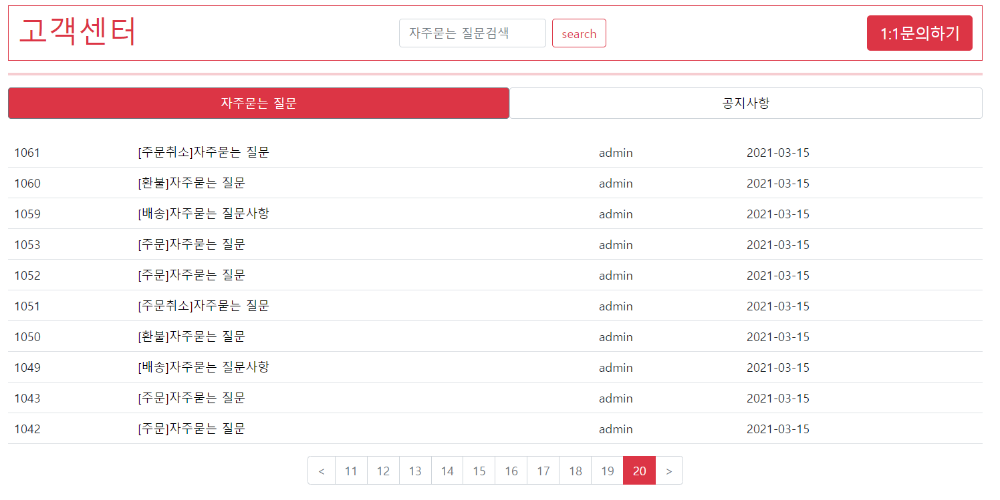 고객센터 자주묻는 질문검색 search 1:1문의하기
자주묻는 질문 공지사항
1061 [주문취소]자주묻는 질문 admin 2021-03-15
1060 [환불]자주묻는 질문 admin 2021-03-15
1059 [배송]자주묻는 질문사항 admin 2021-03-15
1053 [주문]자주묻는 질문 admin 2021-03-15
1052 [주문]자주묻는 질문 admin 2021-03-15
1051 [주문취소]자주묻는 질문 admin 2021-03-15
1050 [환불]자주묻는 질문 admin 2021-03-15
1049 [배송]자주묻는 질문사항 admin 2021-03-15
1043 [주문]자주묻는 질문 admin 2021-03-15
1042 [주문]자주묻는 질문 admin 2021-03-15
< 11 12 13 14 15 16 17 18 19 20 >